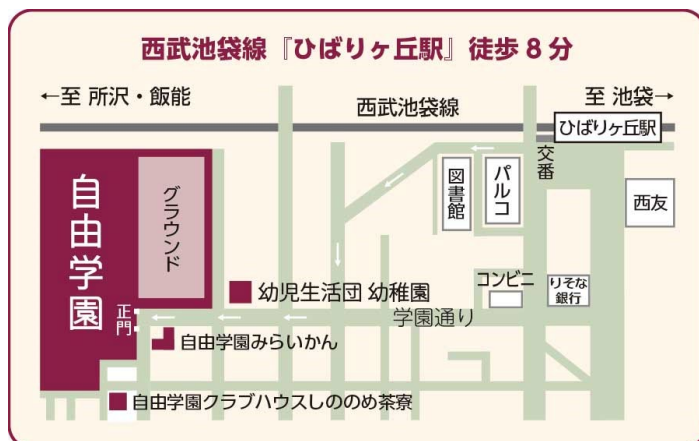 西武池袋線『ひばりヶ丘駅』徒歩8分
←至 所沢・飯能
西武池袋線
至 池袋→
ひばりヶ丘駅
交番
図書館
パルコ
西友
自由学園
グラウンド
コンビニ
りそな
銀行
幼児生活団 幼稚園
学園通り
正門
自由学園みらいかん
自由学園クラブハウスしののめ茶寮